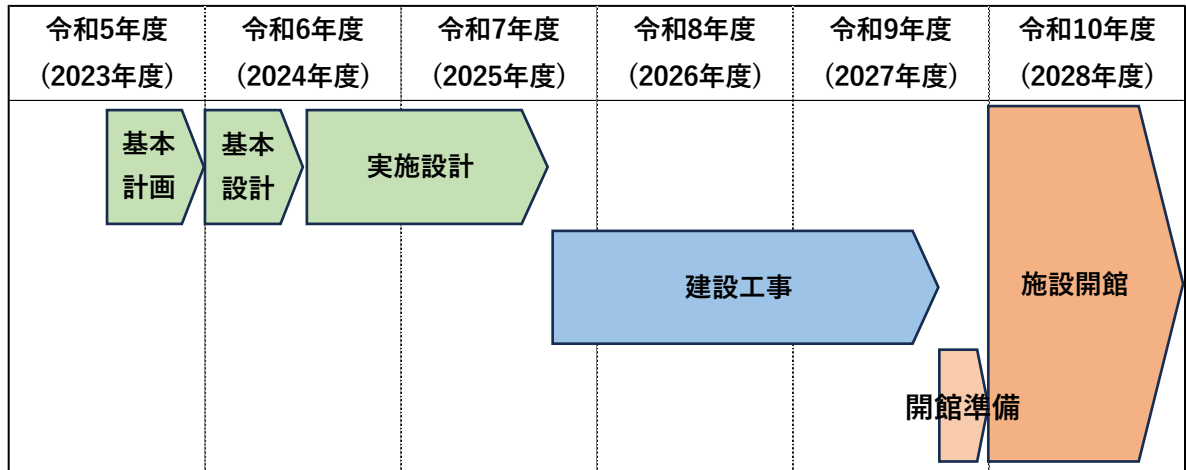 令和5年度
（2023年度）
令和6年度
（2024年度）
令和7年度
（2025年度）
令和8年度
（2026年度）
令和9年度
（2027年度）
令和10年度
（2028年度）
基本
計画
基本
設計
実施設計
建設工事
施設開館
開館準備